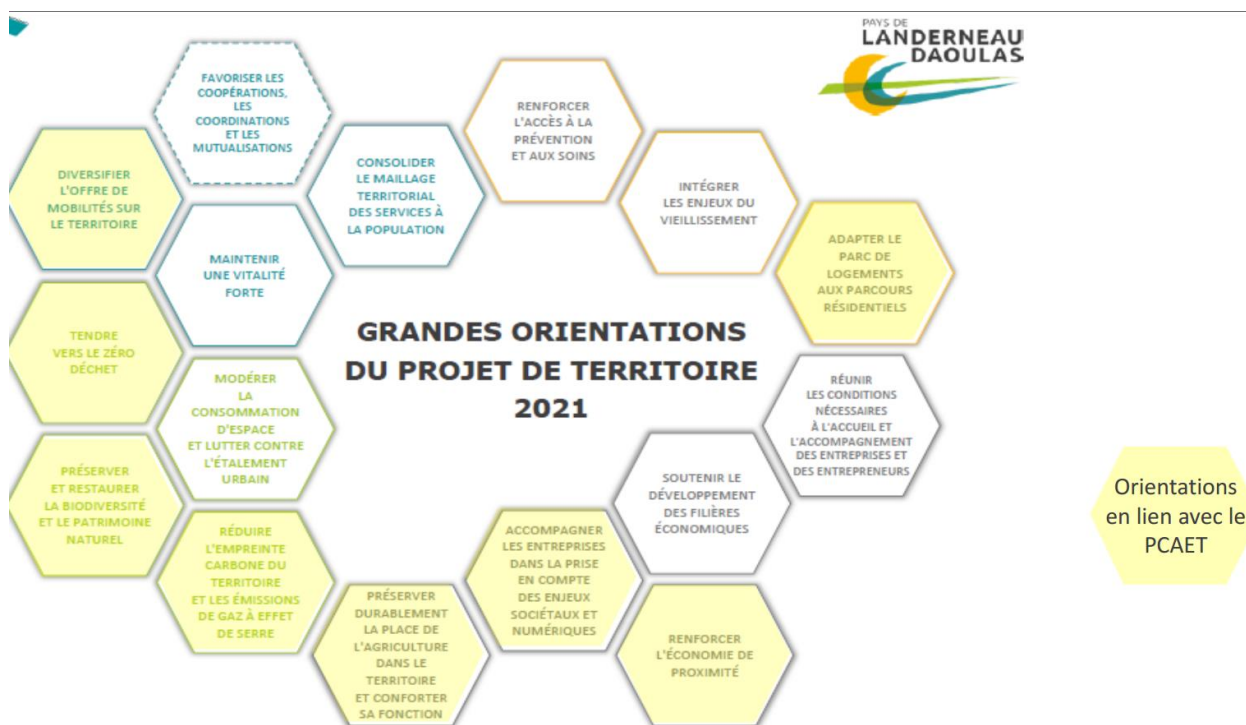 PAYS DE
LANDERNEAU
DAOULAS
FAVORISER LES
COOPÉRATIONS,
LES
COORDINATIONS
ET LES
MUTUALISATIONS
RENFORCER
L'ACCÈS À LA
PRÉVENTION
ET AUX SOINS
DIVERSIFIER
L'OFFRE DE
MOBILITÉS SUR
LE TERRITOIRE
CONSOLIDER
LE MAILLAGE
TERRITORIAL
DES SERVICES À
LA POPULATION
INTÉGRER
LES ENJEUX DU
VIEILLISSEMENT
MAINTENIR
UNE VITALITÉ
FORTE
ADAPTER LE
PARC DE
LOGEMENTS
AUX PARCOURS
RÉSIDENTIELS
GRANDES ORIENTATIONS
DU PROJET DE TERRITOIRE
2021
TENDRE
VERS LE ZÉRO
DÉCHET
MODÉRER
LA
CONSOMMATION
D'ESPACE
ET LUTTER CONTRE
L'ÉTALEMENT
URBAIN
RÉUNIR
LES CONDITIONS
NÉCESSAIRES
À L'ACCUEIL ET
L'ACCOMPAGNEMENT
DES ENTREPRISES ET
DES ENTREPRENEURS
PRÉSERVER
ET RESTAURER
LA BIODIVERSITÉ
ET LE PATRIMOINE
NATUREL
SOUTENIR LE
DÉVELOPPEMENT
DES FILIÈRES
ÉCONOMIQUES
Orientations
en lien avec le
PCAET
RÉDUIRE
L'EMPREINTE
CARBONE DU
TERRITOIRE
ET LES ÉMISSIONS
DE GAZ À EFFET
DE SERRE
ACCOMPAGNER
LES ENTREPRISES
DANS LA PRISE
EN COMPTE
DES ENJEUX
SOCIÉTAUX ET
NUMÉRIQUES
PRÉSERVER
DURABLEMENT
LA PLACE DE
L'AGRICULTURE
DANS LE
TERRITOIRE
ET CONFORTER
SA FONCTION
RENFORCER
L'ÉCONOMIE DE
PROXIMITÉ